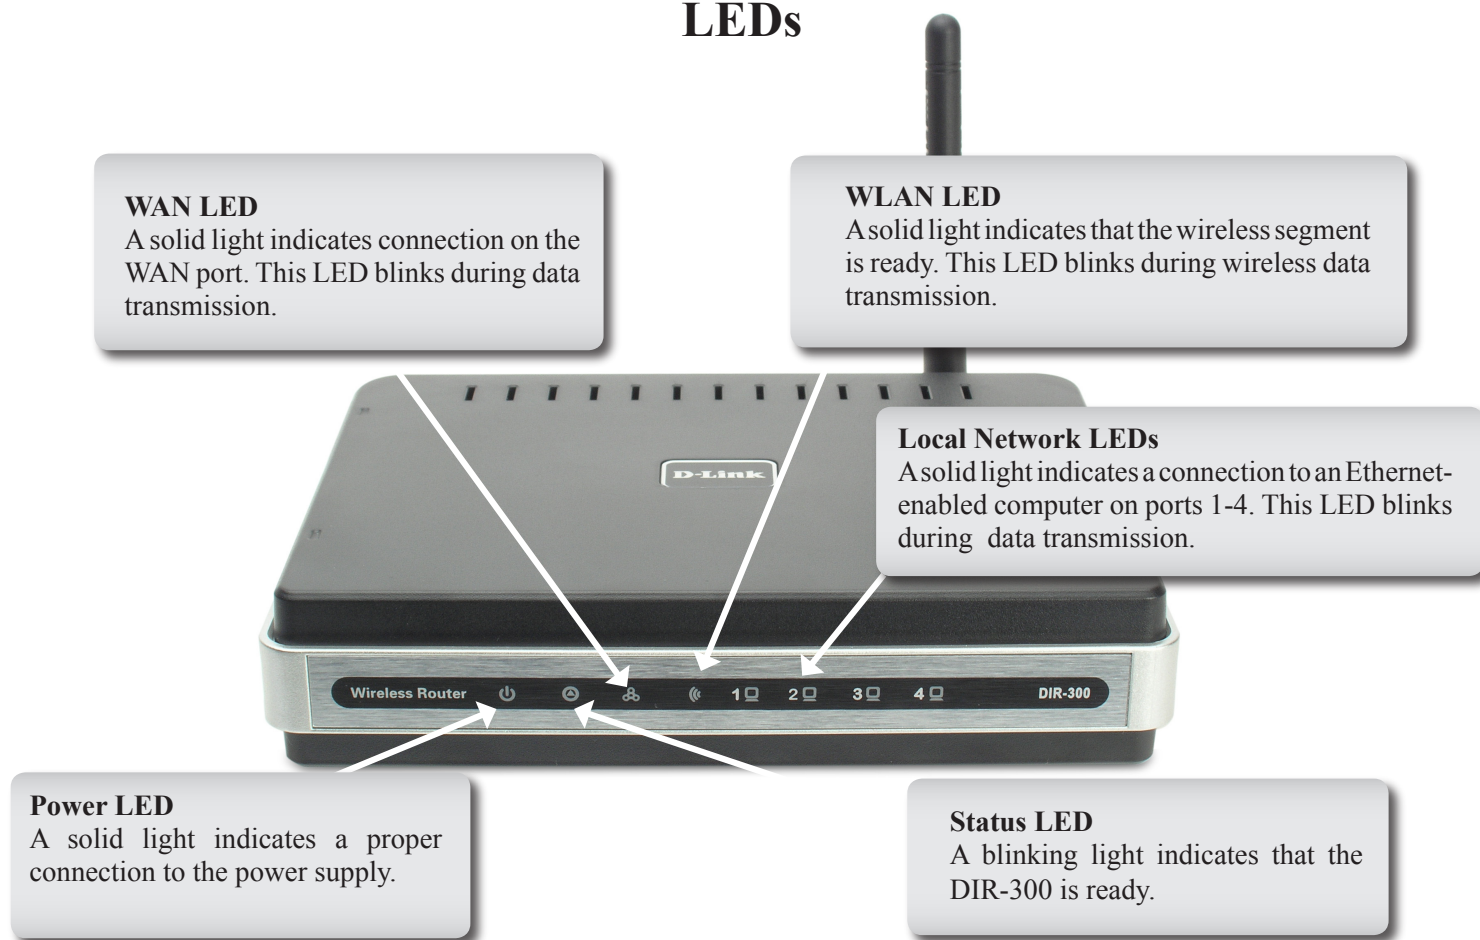 LEDs
WAN LED
A solid light indicates connection on the
WAN port. This LED blinks during data
transmission.
WLAN LED
A solid light indicates that the wireless segment
is ready. This LED blinks during wireless data
transmission.
Local Network LEDs
A solid light indicates a connection to an Ethernet-
enabled computer on ports 1-4. This LED blinks
during data transmission.
D-Link
Wireless Router 1 2 3 4 DIR-300
Power LED
A solid light indicates a proper
connection to the power supply.
Status LED
A blinking light indicates that the
DIR-300 is ready.